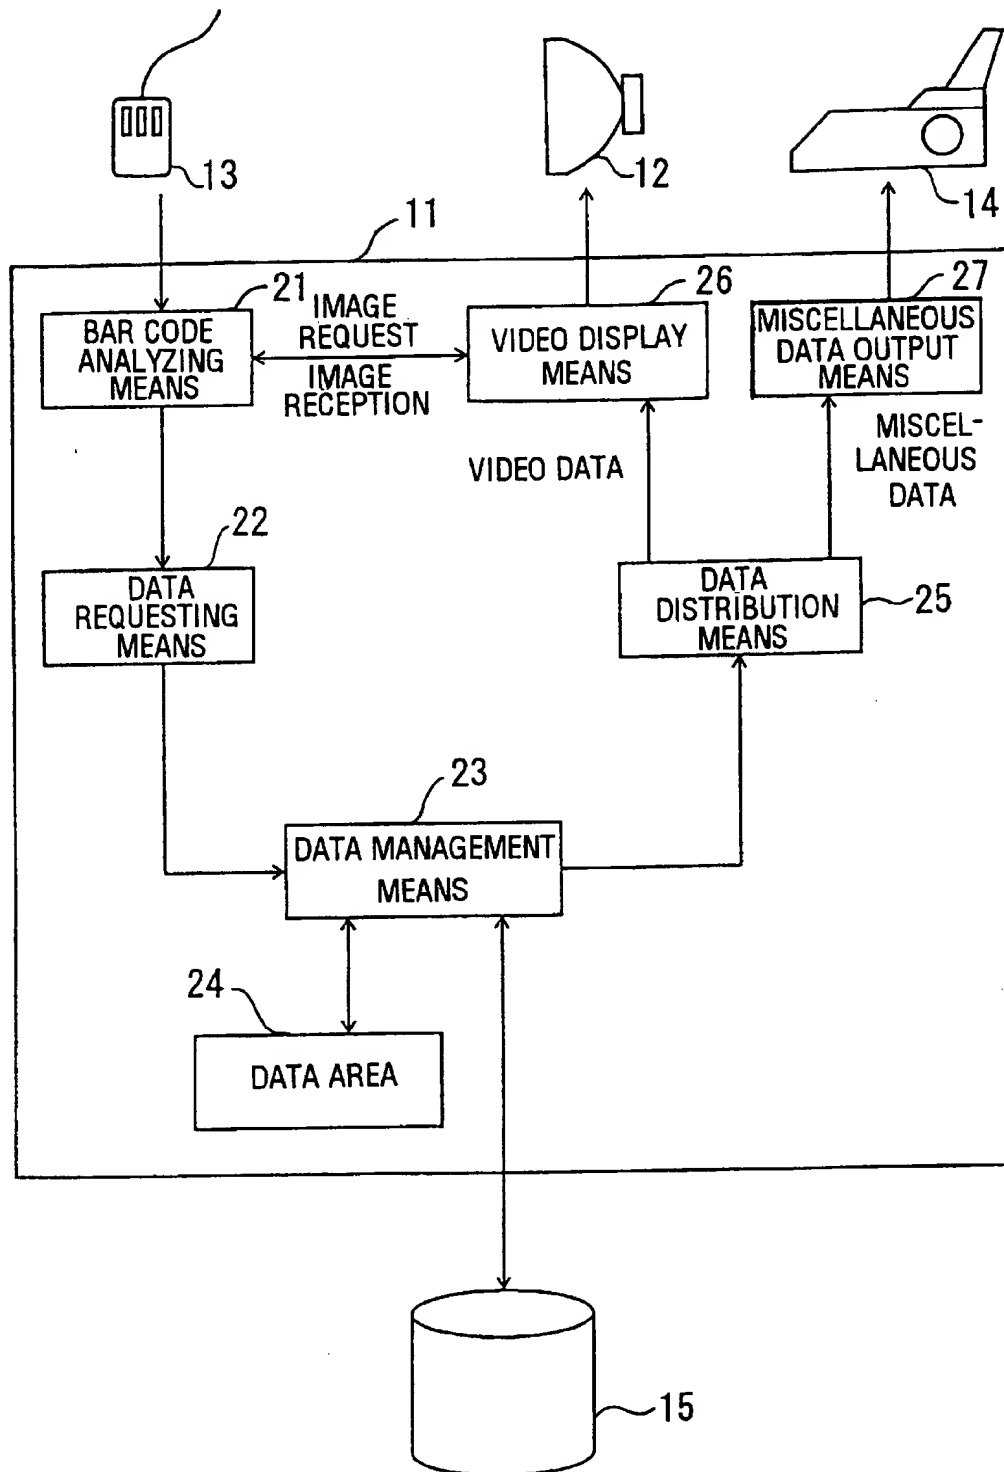 13
12
14
11
21
BAR CODE
ANALYZING
MEANS
IMAGE
REQUEST
IMAGE
RECEPTION
26
VIDEO DISPLAY
MEANS
27
MISCELLANEOUS
DATA OUTPUT
MEANS
VIDEO DATA
MISCEL-
LANEOUS
DATA
22
DATA
REQUESTING
MEANS
DATA
DISTRIBUTION
MEANS
25
23
DATA MANAGEMENT
MEANS
24
DATA AREA
15